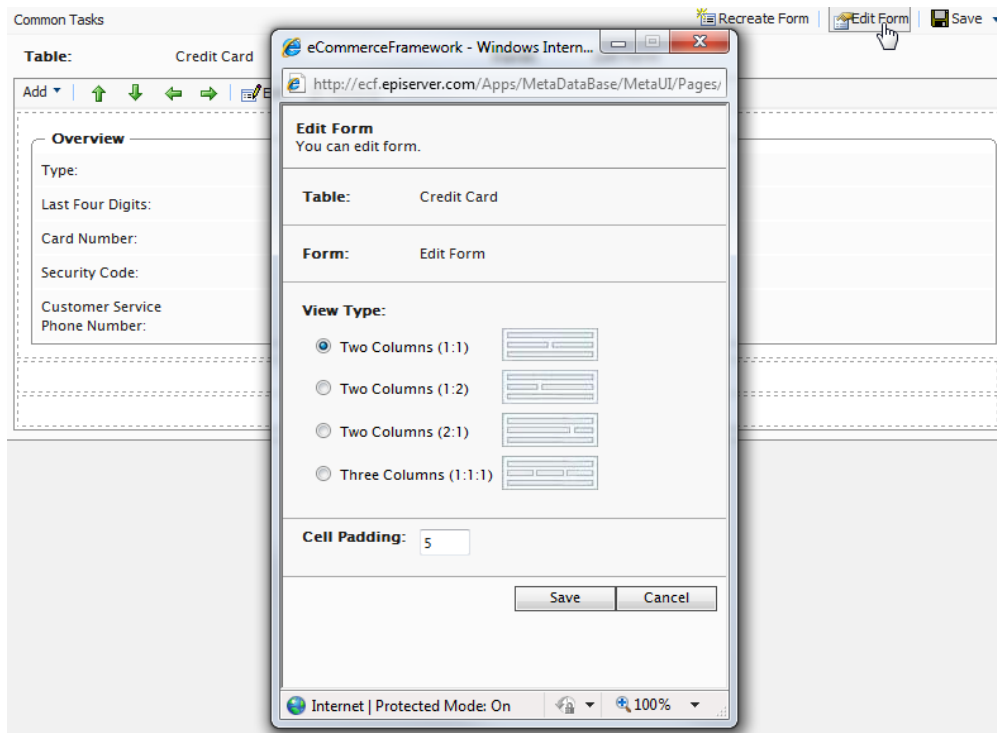 Common Tasks
Recreate Form
Edit Form
Save
Table: Credit Card
Add
Overview
Type:
Last Four Digits:
Card Number:
Security Code:
Customer Service
Phone Number:
eCommerceFramework - Windows Intern...
http://ecf.episerver.com/Apps/MetaDataBase/MetaUI/Pages/
Edit Form
You can edit form.
Table: Credit Card
Form: Edit Form
View Type:
Two Columns (1:1)
Two Columns (1:2)
Two Columns (2:1)
Three Columns (1:1:1)
Cell Padding: 5
Save Cancel
Internet | Protected Mode: On
100%